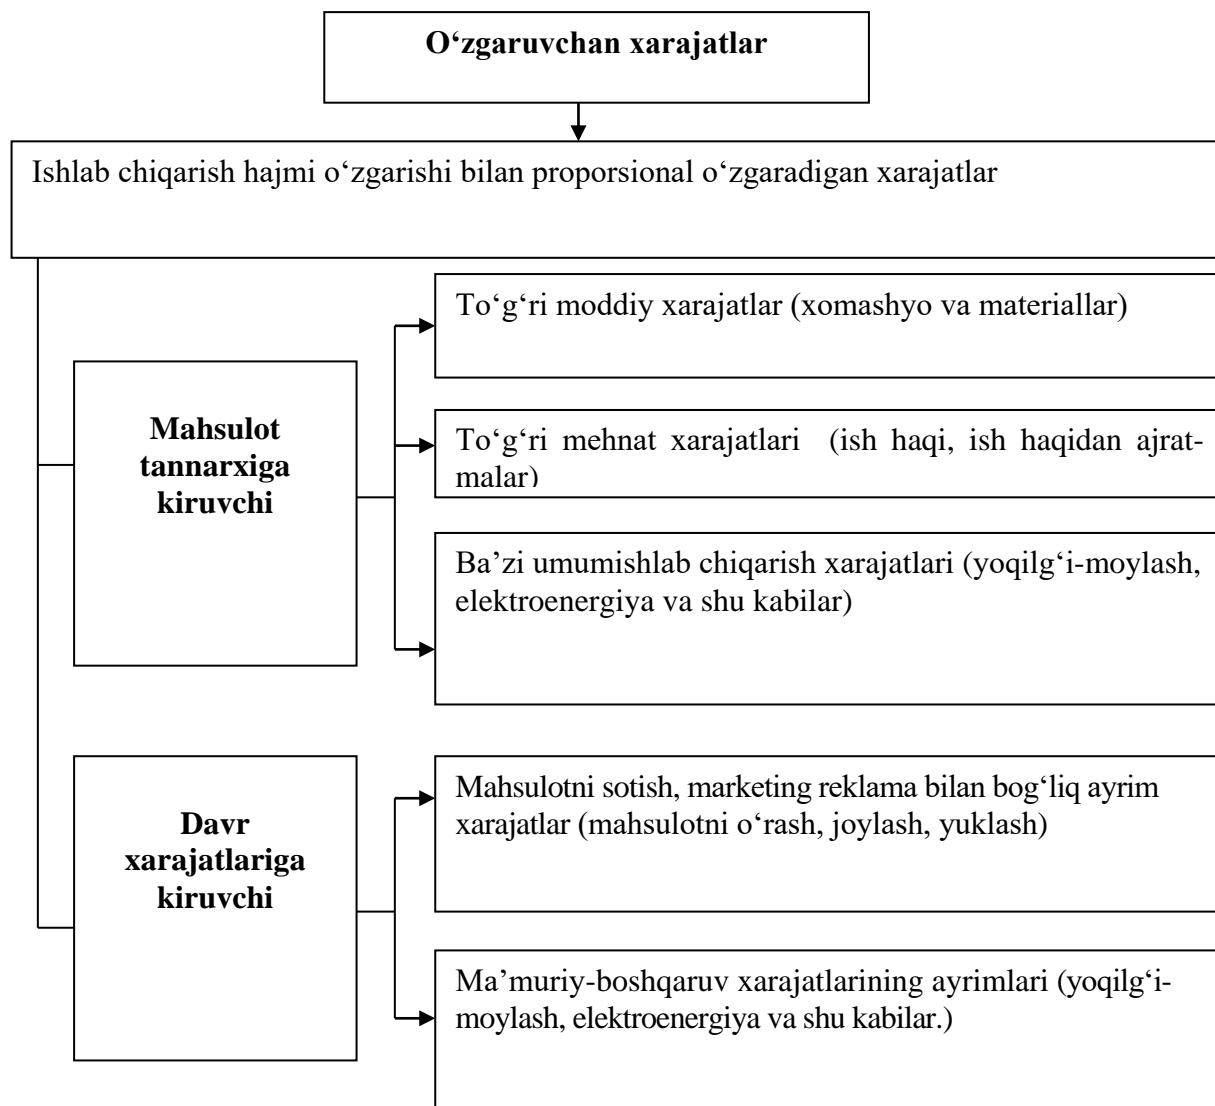 O‘zgaruvchan xarajatlar
Ishlab chiqarish hajmi o‘zgarishi bilan proporsional o‘zgaradigan xarajatlar
To‘g‘ri moddiy xarajatlar (xomashyo va materiallar)
Mahsulot
tannarxiga
kiruvchi
To‘g‘ri mehnat xarajatlari (ish haqi, ish haqidan ajrat-
malar)
Ba’zi umumishlab chiqarish xarajatlari (yoqilg‘i-moylash,
elektroenergiya va shu kabilar)
Davr
xarajatlariga
kiruvchi
Mahsulotni sotish, marketing reklama bilan bog‘liq ayrim
xarajatlar (mahsulotni o‘rash, joylash, yuklash)
Ma’muriy-boshqaruv xarajatlarining ayrimlari (yoqilg‘i-
moylash, elektroenergiya va shu kabilar.)